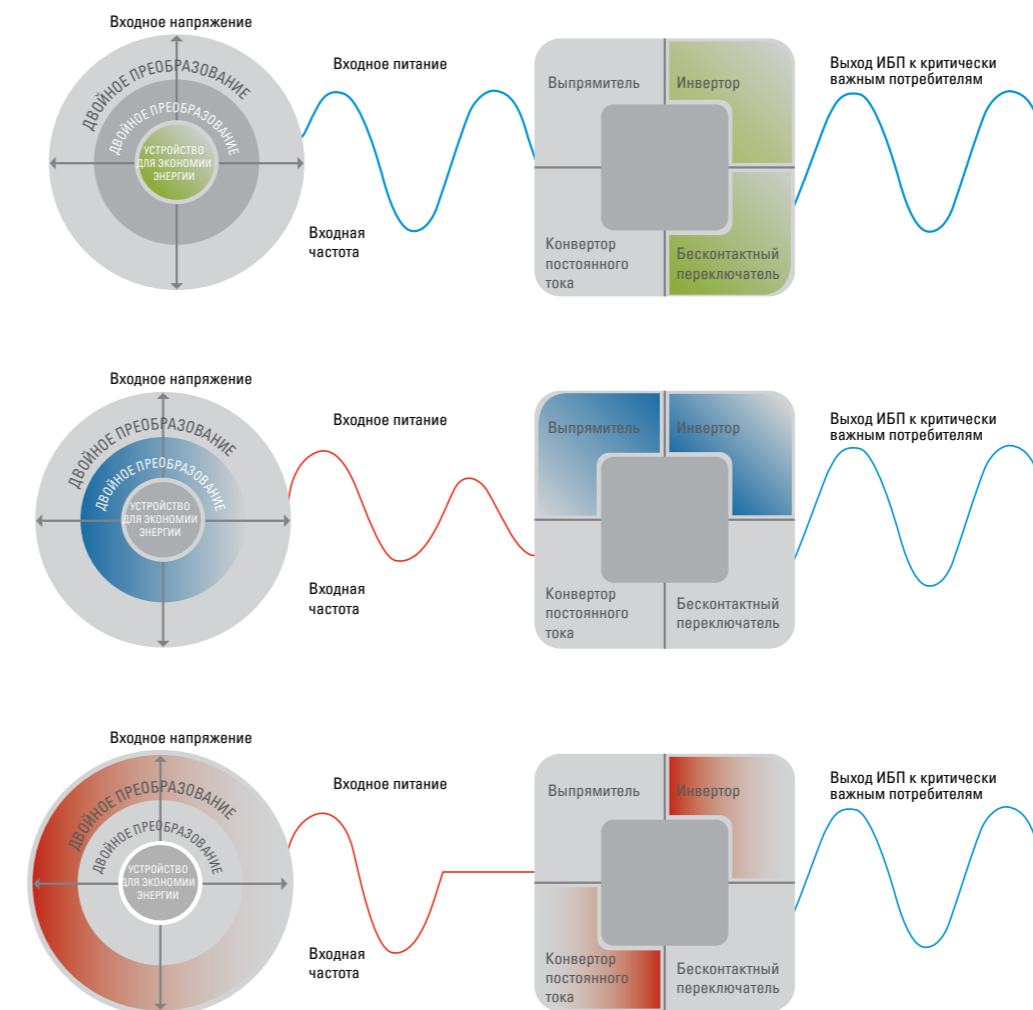 Входное напряжение
ДВОЙНОЕ ПРЕОБРАЗОВАНИЕ
ДВОЙНОЕ ПРЕОБРАЗОВАНИЕ
УСТРОЙСТВО
ДЛЯ ЭКОНОМИИ
ЭНЕРГИИ
Входное питание
Входная
частота
Выпрямитель
Инвертор
Конвертор
постоянного
тока
Бесконтактный
переключатель
Выход ИБП к критически
важным потребителям
Входное напряжение
ДВОЙНОЕ ПРЕОБРАЗОВАНИЕ
ДВОЙНОЕ ПРЕОБРАЗОВАНИЕ
УСТРОЙСТВО
ДЛЯ ЭКОНОМИИ
ЭНЕРГИИ
Входное питание
Входная
частота
Выпрямитель
Инвертор
Конвертор
постоянного
тока
Бесконтактный
переключатель
Выход ИБП к критически
важным потребителям
Входное напряжение
ДВОЙНОЕ ПРЕОБРАЗОВАНИЕ
ДВОЙНОЕ ПРЕОБРАЗОВАНИЕ
УСТРОЙСТВО
ДЛЯ ЭКОНОМИИ
ЭНЕРГИИ
Входное питание
Входная
частота
Выпрямитель
Инвертор
Конвертор
постоянного
тока
Бесконтактный
переключатель
Выход ИБП к критически
важным потребителям